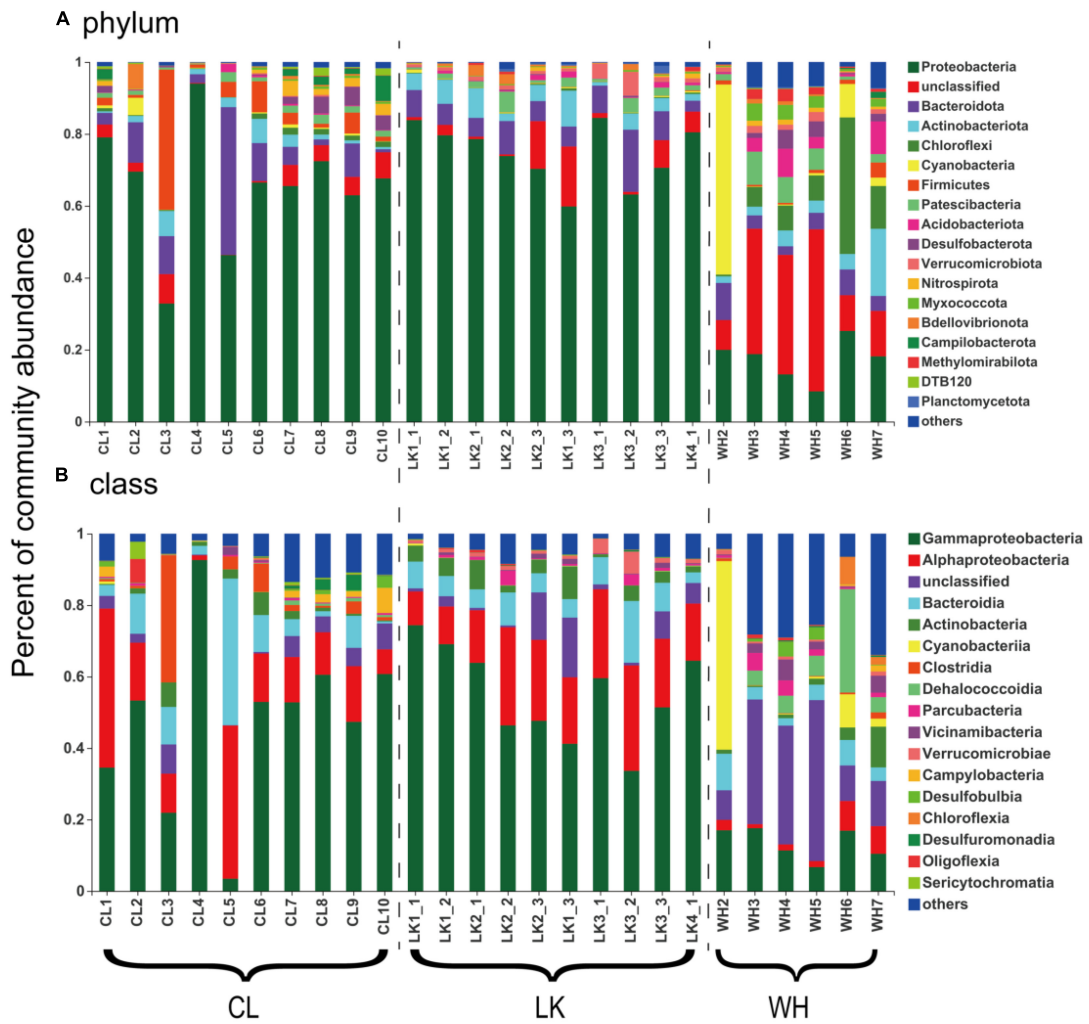 A phylum
Percent of community abundance
1
0.8
0.6
0.4
0.2
0
CL1 CL2 CL3 CL4 CL5 CL6 CL7 CL8 CL9 CL10 LK1_1 LK1_2 LK2_1 LK2_2 LK2_3 LK1_3 LK3_1 LK3_2 LK3_3 LK4_1 WH2 WH3 WH4 WH5 WH6 WH7
Proteobacteria
unclassified
Bacteroidota
Actinobacteriota
Chloroflexi
Cyanobacteria
Firmicutes
Patescibacteria
Acidobacteriota
Desulfobacterota
Verrucomicrobiota
Nitrospirota
Myxococcota
Bdellovibrionota
Campilobacterota
Methylomirabilota
DTB120
Planctomycetota
others
B class
1
0.8
0.6
0.4
0.2
0
CL1 CL2 CL3 CL4 CL5 CL6 CL7 CL8 CL9 CL10 LK1_1 LK1_2 LK2_1 LK2_2 LK2_3 LK1_3 LK3_1 LK3_2 LK3_3 LK4_1 WH2 WH3 WH4 WH5 WH6 WH7
Gammaproteobacteria
Alphaproteobacteria
unclassified
Bacteroidia
Actinobacteria
Cyanobacteriia
Clostridia
Dehalococcoidia
Parcubacteria
Vicinamibacteria
Verrucomicrobiae
Campylobacteria
Desulfobulbia
Chloroflexia
Desulfuromonadia
Oligoflexia
Sericytochromatia
others
CL LK WH